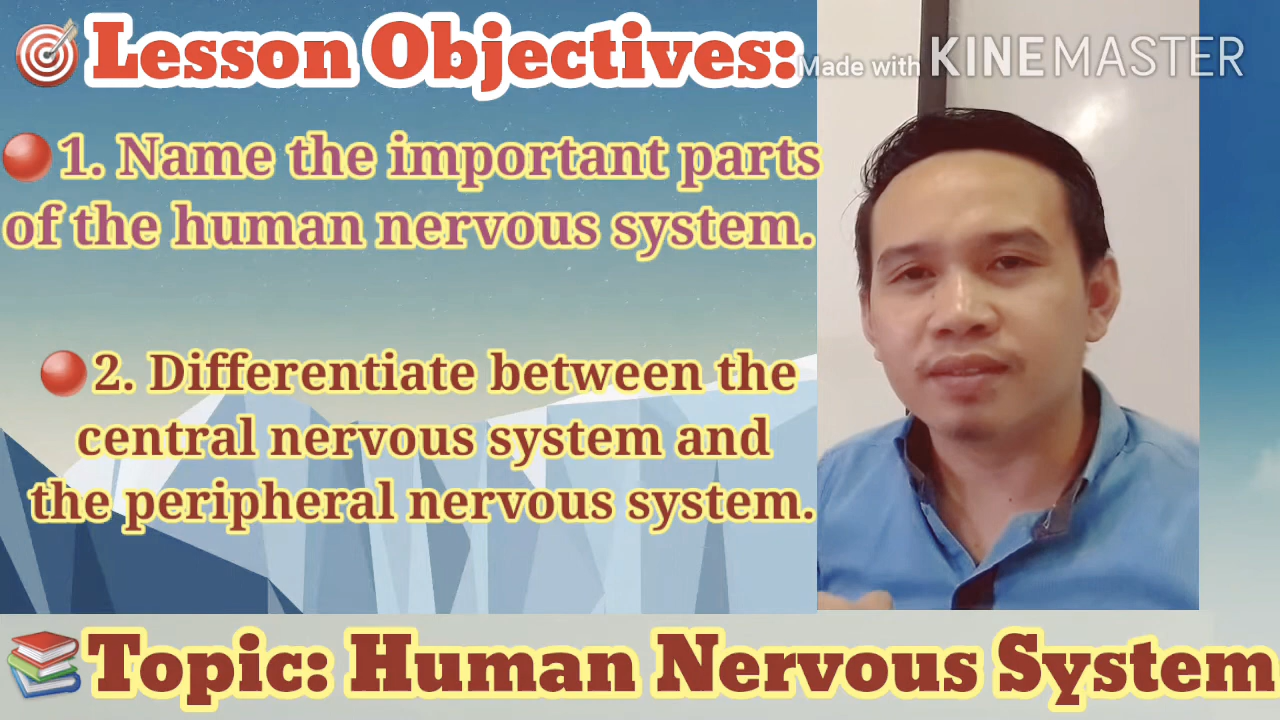 Lesson Objectives:
Made with KINEMASTER
1. Name the important parts
of the human nervous system.
2. Differentiate between the
central nervous system and
the peripheral nervous system.
Topic: Human Nervous System